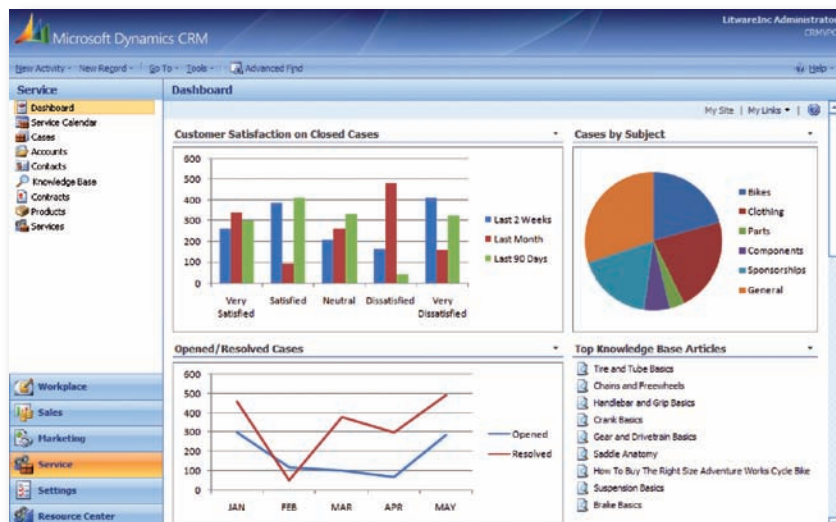 Microsoft Dynamics CRM
LitwareInc Administrator
CRMVPC
New Activity New Record Go To Tools Advanced Find Help
Service
Dashboard
Service Calendar
Cases
Accounts
Contacts
Knowledge Base
Contracts
Products
Services
Workplace
Sales
Marketing
Service
Settings
Resource Center
Dashboard
My Site | My Links |
Customer Satisfaction on Closed Cases
600
500
400
300
200
100
0
Very Satisfied
Satisfied
Neutral
Dissatisfied
Very Dissatisfied
Last 2 Weeks
Last Month
Last 90 Days
Cases by Subject
Bikes
Clothing
Parts
Components
Sponsorships
General
Opened/Resolved Cases
600
500
400
300
200
100
0
JAN FEB MAR APR MAY
Opened
Resolved
Top Knowledge Base Articles
Tire and Tube Basics
Chains and Freewheels
Handlebar and Grip Basics
Crank Basics
Gear and Drivetrain Basics
Saddle Anatomy
How To Buy The Right Size Adventure Works Cycle Bike
Suspension Basics
Brake Basics